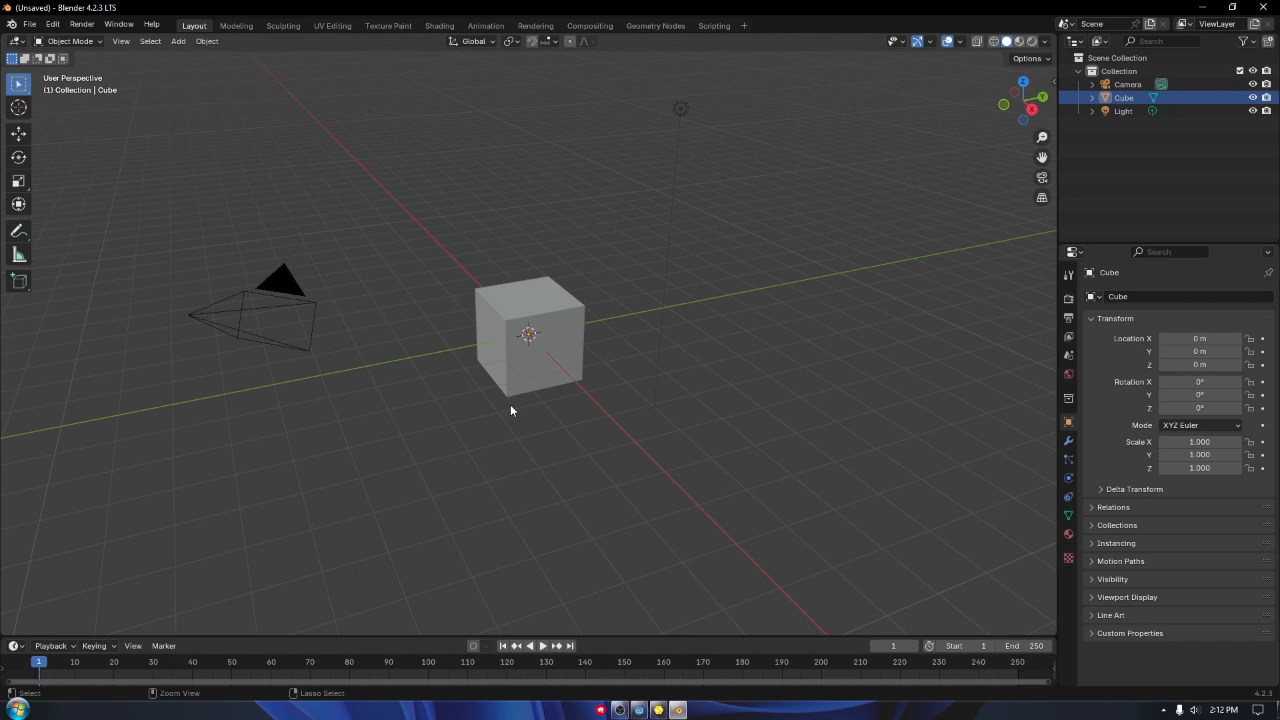 (Unsaved) - Blender 4.2.3 LTS
File Edit Render Window Help Layout Modeling Sculpting UV Editing Texture Paint Shading Animation Rendering Compositing Geometry Nodes Scripting + Scene ViewLayer
Object Mode View Select Add Object Global Search
Options
User Perspective
(1) Collection | Cube
Z
Y
X
Scene Collection
Collection
Camera
Cube
Light
Search
Cube
Cube
Transform
Location X 0 m
Y 0 m
Z 0 m
Rotation X 0°
Y 0°
Z 0°
Mode XYZ Euler
Scale X 1.000
Y 1.000
Z 1.000
Delta Transform
Relations
Collections
Instancing
Motion Paths
Visibility
Viewport Display
Line Art
Custom Properties
Playback Keying View Marker 1 Start 1 End 250
1 10 20 30 40 50 60 70 80 90 100 110 120 130 140 150 160 170 180 190 200 210 220 230 240 250
Select Zoom View Lasso Select 4.2.3
2:12 PM